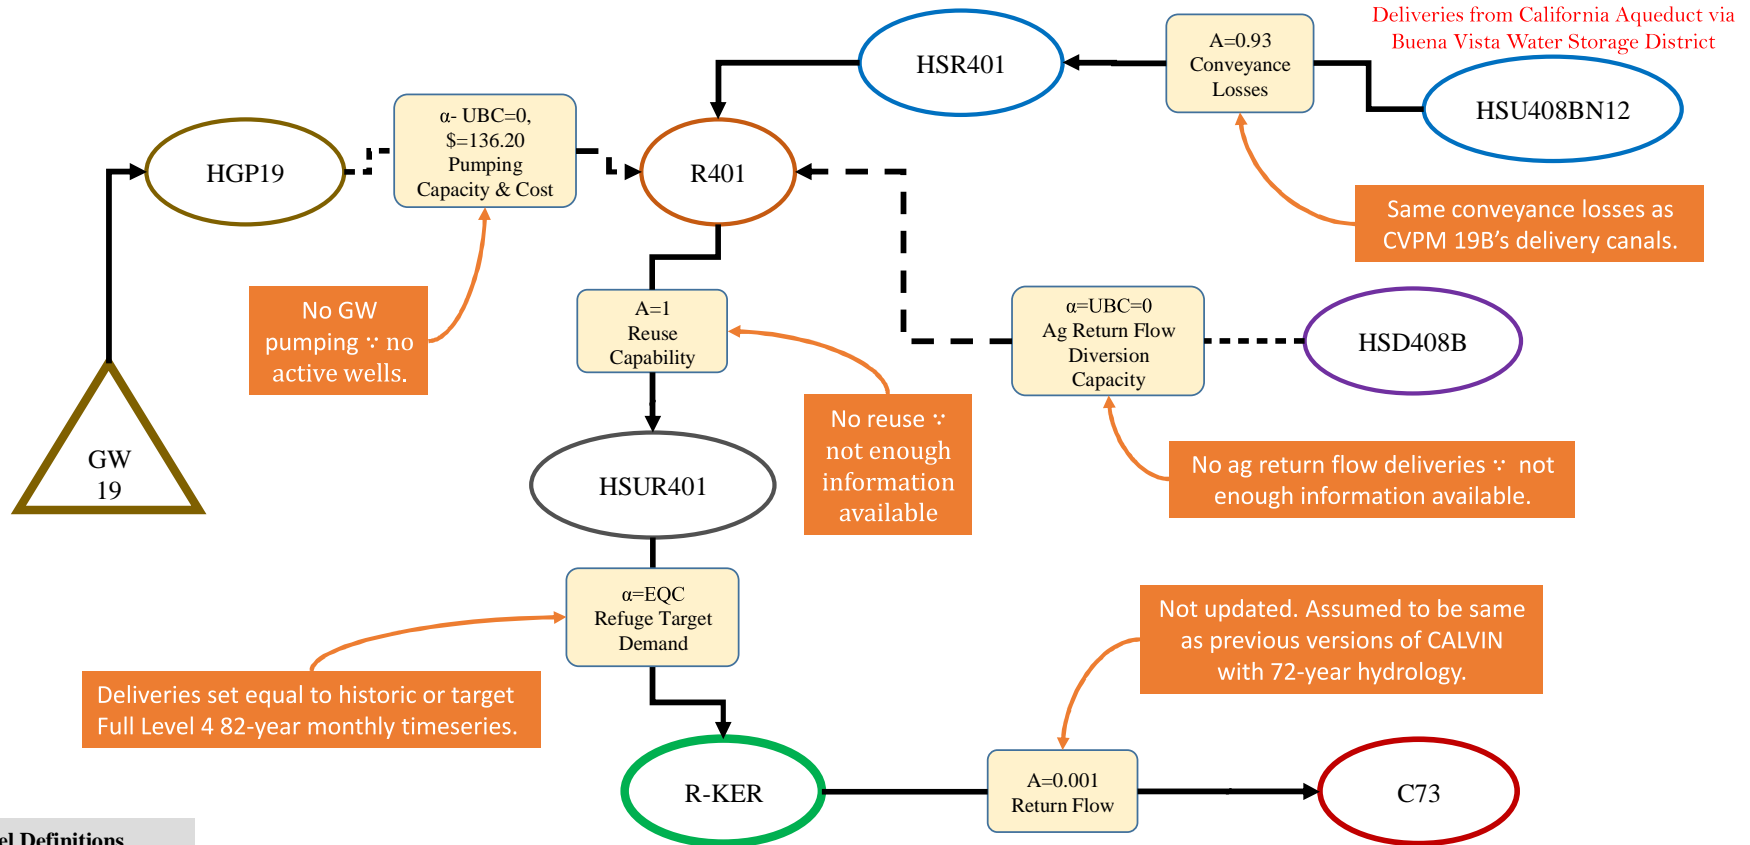 Deliveries from California Aqueduct via
Buena Vista Water Storage District
HSR401
A=0.93
Conveyance
Losses
HSU408BN12
α- UBC=0,
$=136.20
Pumping
Capacity & Cost
HGP19
R401
Same conveyance losses as
CVPM 19B’s delivery canals.
No GW
pumping ∵ no
active wells.
A=1
Reuse
Capability
α=UBC=0
Ag Return Flow
Diversion
Capacity
HSD408B
No reuse ∵
not enough
information
available
GW
19
HSUR401
No ag return flow deliveries ∵ not
enough information available.
α=EQC
Refuge Target
Demand
Not updated. Assumed to be same
as previous versions of CALVIN
with 72-year hydrology.
Deliveries set equal to historic or target
Full Level 4 82-year monthly timeseries.
R-KER
A=0.001
Return Flow
C73
el Definitions